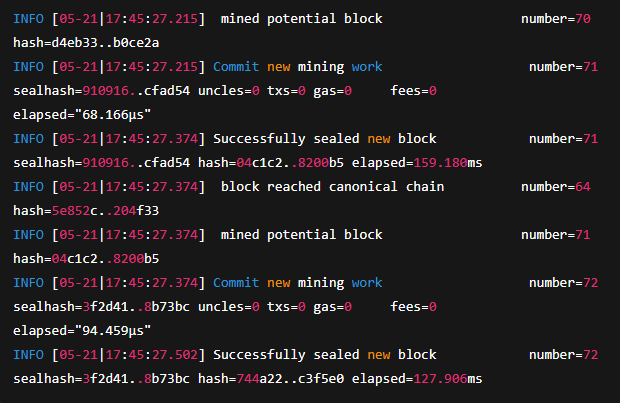 INFO [05-21|17:45:27.215]  mined potential block                  number=70
hash=d4eb33..b0ce2a
INFO [05-21|17:45:27.215] Commit new mining work                   number=71
sealhash=910916..cfad54 uncles=0 txs=0 gas=0     fees=0
elapsed="68.166µs"
INFO [05-21|17:45:27.374] Successfully sealed new block            number=71
sealhash=910916..cfad54 hash=04c1c2..8200b5 elapsed=159.180ms
INFO [05-21|17:45:27.374]  block reached canonical chain          number=64
hash=5e852c..204f33
INFO [05-21|17:45:27.374]  mined potential block                  number=71
hash=04c1c2..8200b5
INFO [05-21|17:45:27.374] Commit new mining work                   number=72
sealhash=3f2d41..8b73bc uncles=0 txs=0 gas=0     fees=0
elapsed="94.459µs"
INFO [05-21|17:45:27.502] Successfully sealed new block            number=72
sealhash=3f2d41..8b73bc hash=744a22..c3f5e0 elapsed=127.906ms